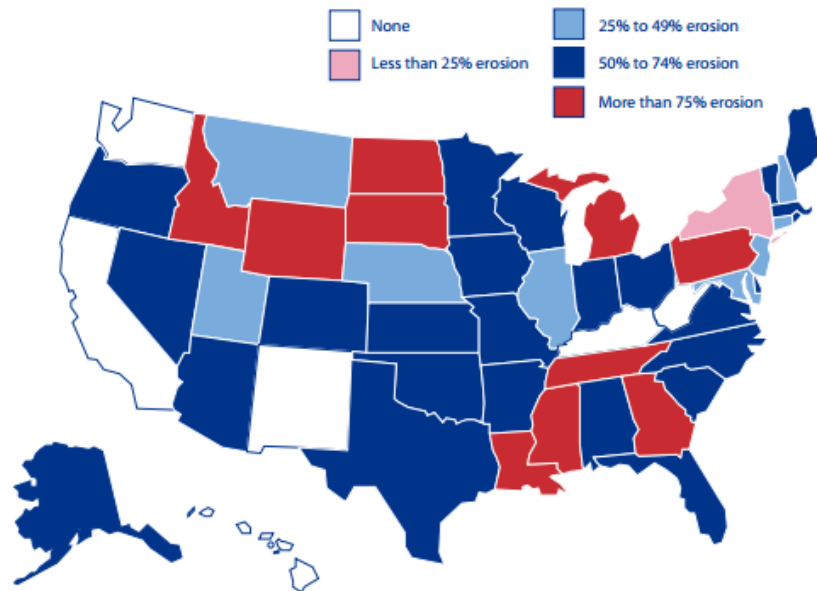 None
Less than 25% erosion
25% to 49% erosion
50% to 74% erosion
More than 75% erosion